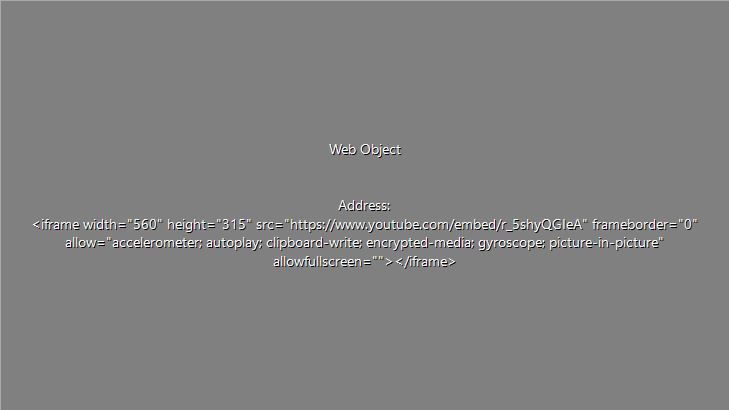 Web Object
Address:
<iframe width="560" height="315" src="https://www.youtube.com/embed/r_5shyQGIeA" frameborder="0"
allow="accelerometer; autoplay; clipboard-write; encrypted-media; gyroscope; picture-in-picture"
allowfullscreen=""></iframe>